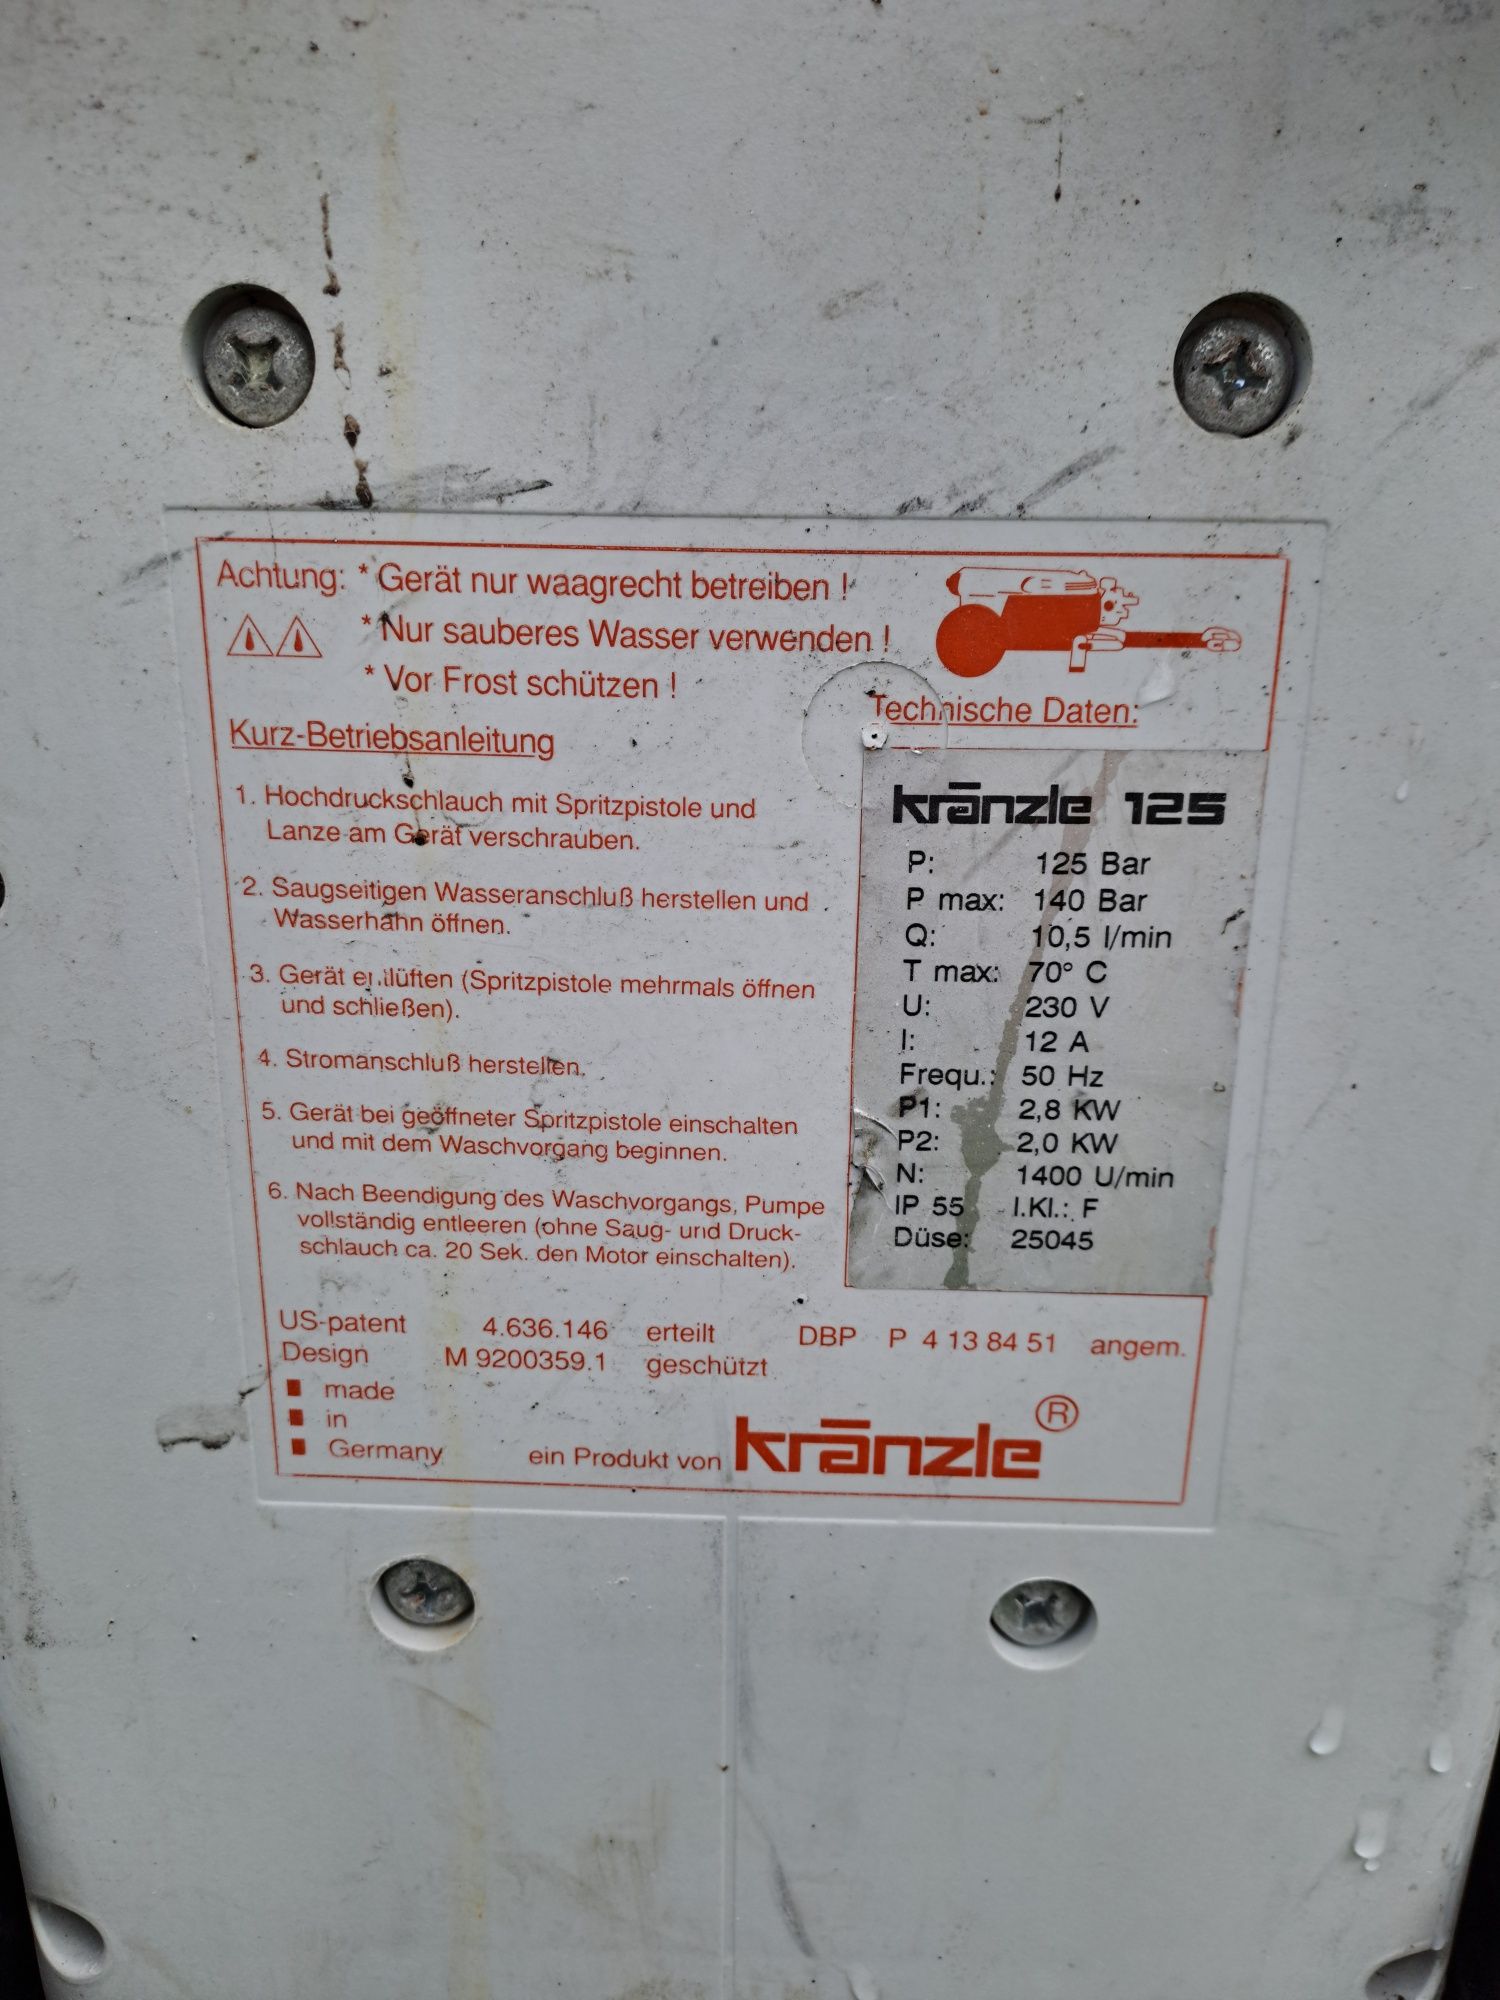 Achtung: * Gerät nur waagrecht betreiben !
* Nur sauberes Wasser verwenden !
* Vor Frost schützen !
Kurz-Betriebsanleitung
1. Hochdruckschlauch mit Spritzpistole und
Lanze am Gerät verschrauben.
2. Saugseitigen Wasseranschluß herstellen und
Wasserhahn öffnen.
3. Gerät entlüften (Spritzpistole mehrmals öffnen
und schließen).
4. Stromanschluß herstellen.
5. Gerät bei geöffneter Spritzpistole einschalten
und mit dem Waschvorgang beginnen.
6. Nach Beendigung des Waschvorgangs, Pumpe
vollständig entleeren (ohne Saug- und Druck-
schlauch ca. 20 Sek. den Motor einschalten).
Technische Daten:
kränzle 125
P: 125 Bar
P max: 140 Bar
Q: 10,5 l/min
T max: 70° C
U: 230 V
I: 12 A
Frequ.: 50 Hz
P1: 2,8 KW
P2: 2,0 KW
N: 1400 U/min
IP 55 I.Kl.: F
Düse: 25045
US-patent 4.636.146 erteilt DBP P 4 13 84 51 angem.
Design M 9200359.1 geschützt
made
in
Germany
ein Produkt von kränzle ®